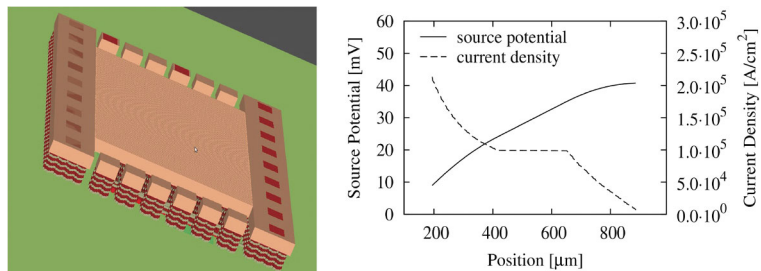 60
50
40
30
20
10
0
Source Potential [mV]
source potential
current density
3.0·10⁵
2.5·10⁵
2.0·10⁵
1.5·10⁵
1.0·10⁵
5.0·10⁴
0.0·10⁰
Current Density [A/cm²]
200 400 600 800
Position [µm]